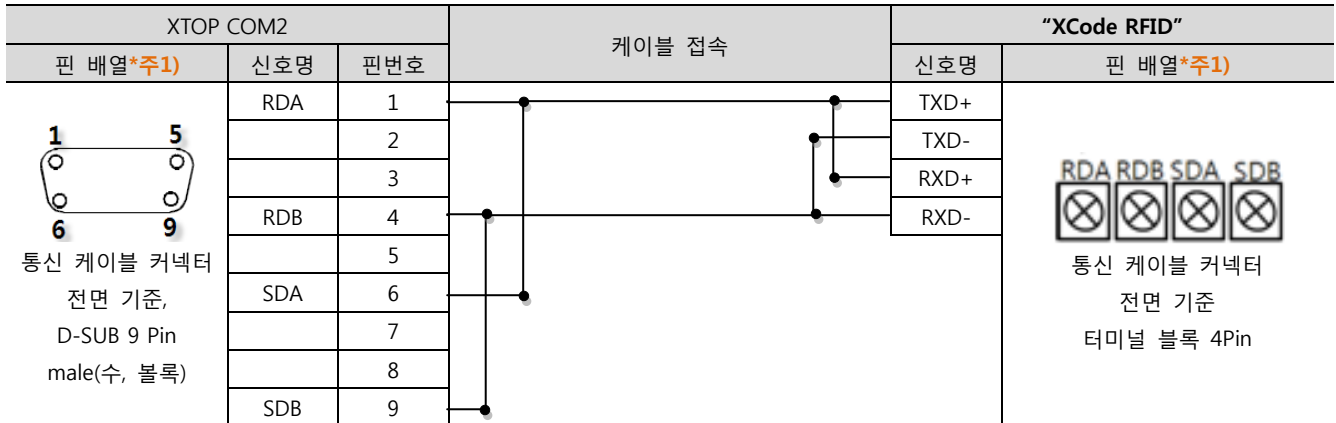 XTOP COM2 케이블 접속 “XCode RFID”
핀 배열*주1) 신호명 핀번호 신호명 핀 배열*주1)
RDA 1 TXD+
2 TXD-
3 RXD+
RDB 4 RXD-
5
SDA 6
7
8
SDB 9
1 5
6 9
통신 케이블 커넥터
전면 기준,
D-SUB 9 Pin
male(수, 볼록)
RDA RDB SDA SDB
통신 케이블 커넥터
전면 기준
터미널 블록 4Pin